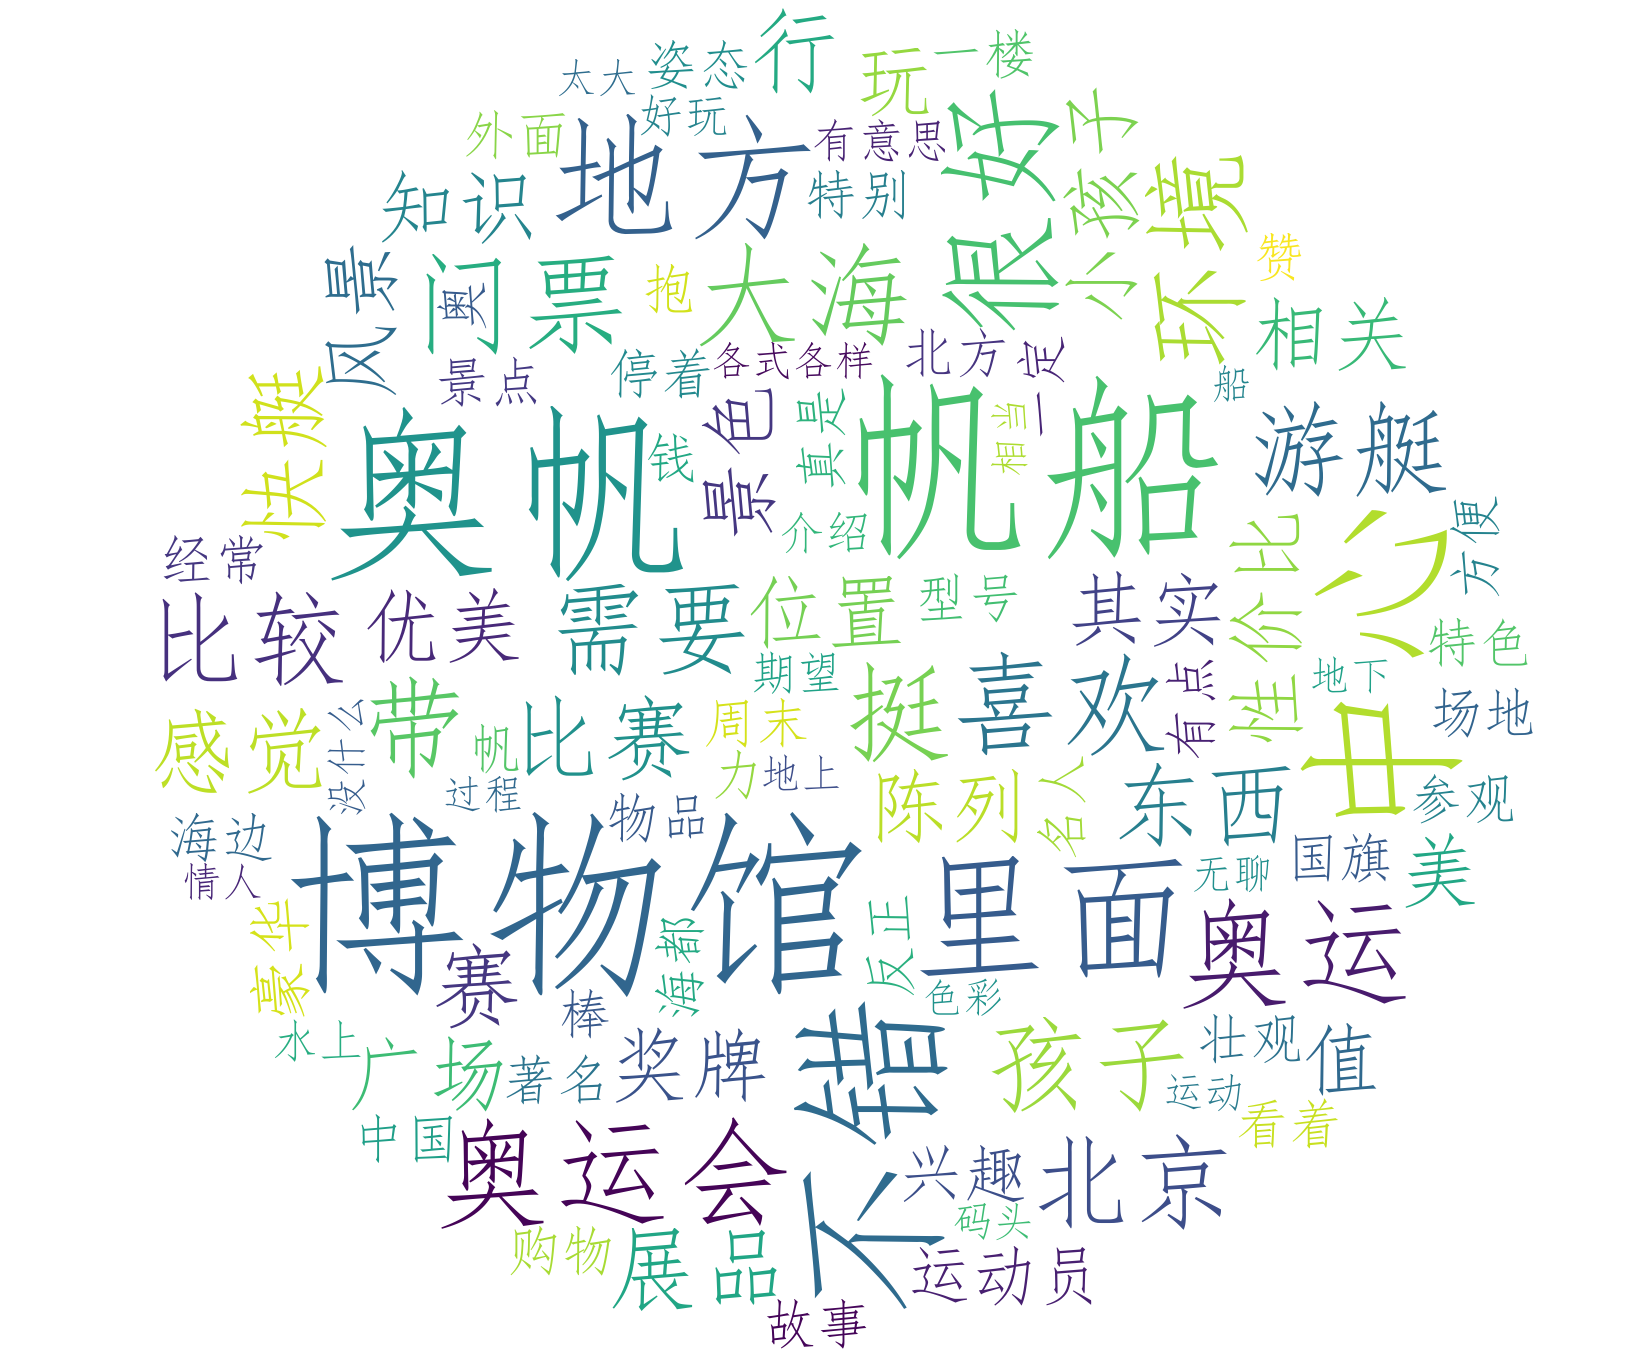 行
玩
一楼
太大
姿态
好玩
外面
地方
有意思
很好
小孩子
环境
知识
特别
风景
门票
奥
抱
大海
赞
相关
景点
停着
各式各样
北方
一定
船
快艇
奥帆
钱
景色
真是
帆船
相当
游艇
介绍
经常
比较
优美
需要
位置
型号
其实
性价比
中心
方便
特色
期望
地下
感觉
没什么
带
帆
比赛
周末
挺
喜欢
有点
场地
过程
力
地上
物品
陈列
名人
东西
参观
海边
情人
博物馆
里面
无聊
国旗
美
豪华
赛
海都
反正
奥运
色彩
水上
广场
棒
著名
奖牌
不错
孩子
壮观
值
运动
看着
中国
奥运会
兴趣
北京
码头
购物
展品
运动员
故事